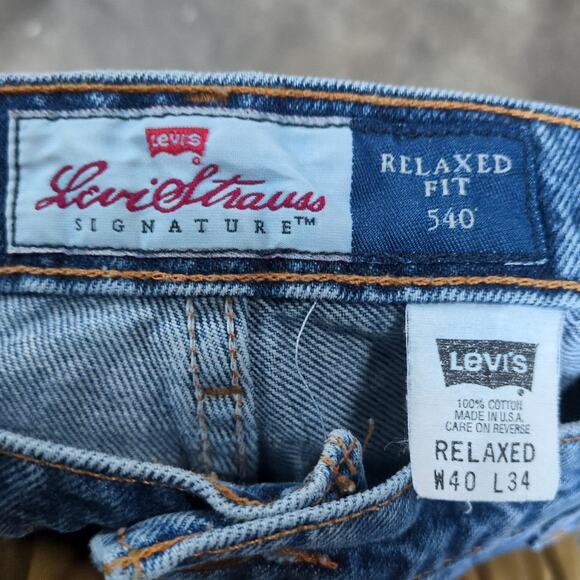 Levi's
Levi Strauss
SIGNATURE™
RELAXED
FIT
540
LEVI'S
100% COTTON
MADE IN U.S.A.
CARE ON REVERSE
RELAXED
W40 L34